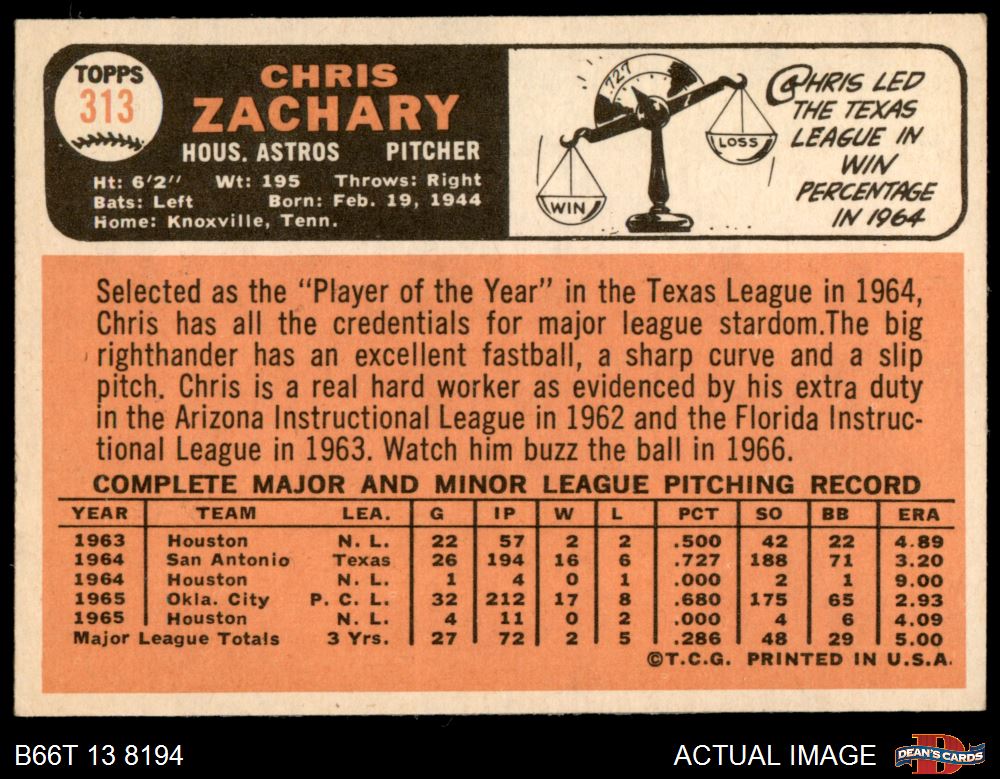 TOPPS
313
CHRIS
ZACHARY
HOUS. ASTROS PITCHER
Ht: 6'2" Wt: 195 Throws: Right
Bats: Left Born: Feb. 19, 1944
Home: Knoxville, Tenn.
.727
WIN
LOSS
CHRIS LED
THE TEXAS
LEAGUE IN
WIN
PERCENTAGE
IN 1964
Selected as the "Player of the Year" in the Texas League in 1964,
Chris has all the credentials for major league stardom.The big
righthander has an excellent fastball, a sharp curve and a slip
pitch. Chris is a real hard worker as evidenced by his extra duty
in the Arizona Instructional League in 1962 and the Florida Instruc-
tional League in 1963. Watch him buzz the ball in 1966.
COMPLETE MAJOR AND MINOR LEAGUE PITCHING RECORD
YEAR TEAM LEA. G IP W L PCT SO BB ERA
1963 Houston N. L. 22 57 2 2 .500 42 22 4.89
1964 San Antonio Texas 26 194 16 6 .727 188 71 3.20
1964 Houston N. L. 1 4 0 1 .000 2 1 9.00
1965 Okla. City P. C. L. 32 212 17 8 .680 175 65 2.93
1965 Houston N. L. 4 11 0 2 .000 4 6 4.09
Major League Totals 3 Yrs. 27 72 2 5 .286 48 29 5.00
©T.C.G. PRINTED IN U.S.A.
B66T 13 8194
ACTUAL IMAGE
DEAN'S CARDS